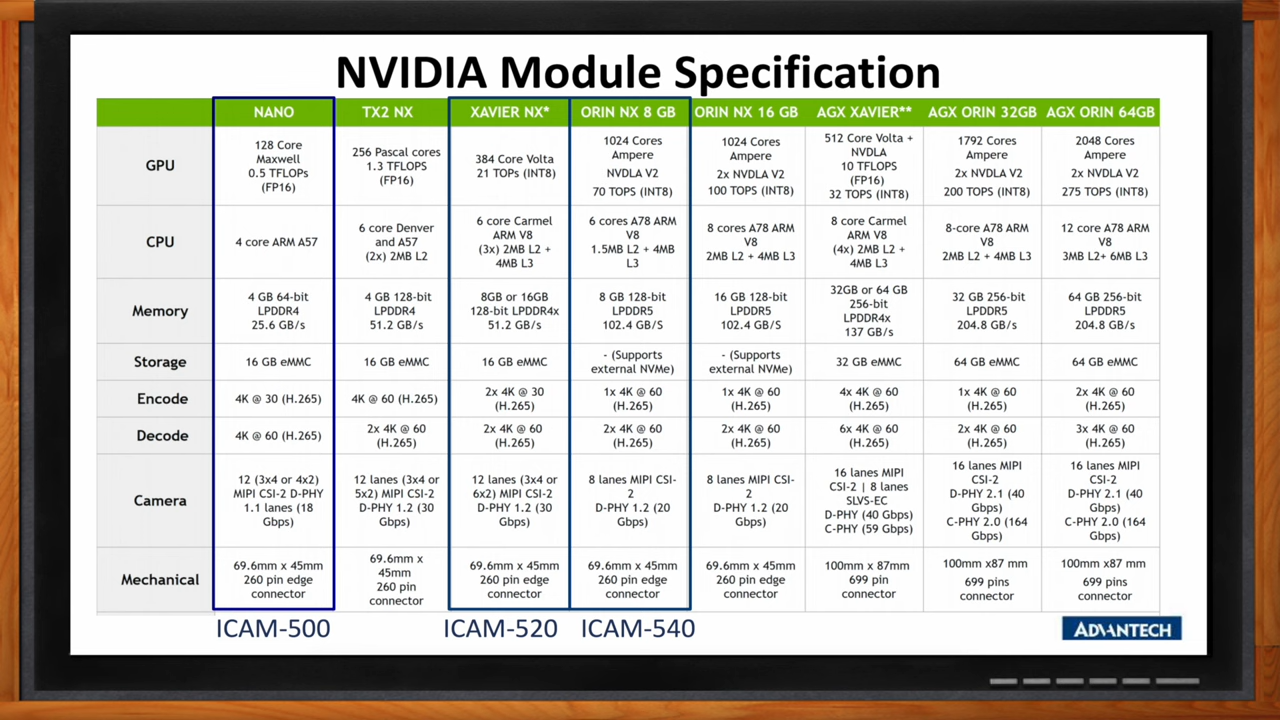 NVIDIA Module Specification
NANO
TX2 NX
XAVIER NX*
ORIN NX 8 GB
ORIN NX 16 GB
AGX XAVIER**
AGX ORIN 32GB
AGX ORIN 64GB
GPU
128 Core
Maxwell
0.5 TFLOPs
(FP16)
256 Pascal cores
1.3 TFLOPS
(FP16)
384 Core Volta
21 TOPs (INT8)
1024 Cores
Ampere
NVDLA V2
70 TOPS (INT8)
1024 Cores
Ampere
2x NVDLA V2
100 TOPS (INT8)
512 Core Volta +
NVDLA
10 TFLOPS
(FP16)
32 TOPS (INT8)
1792 Cores
Ampere
2x NVDLA V2
200 TOPS (INT8)
2048 Cores
Ampere
2x NVDLA V2
275 TOPS (INT8)
CPU
4 core ARM A57
6 core Denver
and A57
(2x) 2MB L2
6 core Carmel
ARM V8
(3x) 2MB L2 +
4MB L3
6 cores A78 ARM
V8
1.5MB L2 + 4MB
L3
8 cores A78 ARM
V8
2MB L2 + 4MB L3
8 core Carmel
ARM V8
(4x) 2MB L2 +
4MB L3
8-core A78 ARM
V8
2MB L2 + 4MB L3
12 core A78 ARM
V8
3MB L2+ 6MB L3
Memory
4 GB 64-bit
LPDDR4
25.6 GB/s
4 GB 128-bit
LPDDR4
51.2 GB/s
8GB or 16GB
128-bit LPDDR4x
51.2 GB/s
8 GB 128-bit
LPDDR5
102.4 GB/S
16 GB 128-bit
LPDDR5
102.4 GB/S
32GB or 64 GB
256-bit
LPDDR4x
137 GB/s
32 GB 256-bit
LPDDR5
204.8 GB/s
64 GB 256-bit
LPDDR5
204.8 GB/s
Storage
16 GB eMMC
16 GB eMMC
16 GB eMMC
- (Supports
external NVMe)
- (Supports
external NVMe)
32 GB eMMC
64 GB eMMC
64 GB eMMC
Encode
4K @ 30 (H.265)
4K @ 60 (H.265)
2x 4K @ 30
(H.265)
1x 4K @ 60
(H.265)
1x 4K @ 60
(H.265)
4x 4K @ 60
(H.265)
1x 4K @ 60
(H.265)
2x 4K @ 60
(H.265)
Decode
4K @ 60 (H.265)
2x 4K @ 60
(H.265)
2x 4K @ 60
(H.265)
2x 4K @ 60
(H.265)
2x 4K @ 60
(H.265)
6x 4K @ 60
(H.265)
2x 4K @ 60
(H.265)
3x 4K @ 60
(H.265)
Camera
12 (3x4 or 4x2)
MIPI CSI-2 D-PHY
1.1 lanes (18
Gbps)
12 lanes (3x4 or
5x2) MIPI CSI-2
D-PHY 1.2 (30
Gbps)
12 lanes (3x4 or
6x2) MIPI CSI-2
D-PHY 1.2 (30
Gbps)
8 lanes MIPI CSI-
2
D-PHY 1.2 (20
Gbps)
8 lanes MIPI CSI-
2
D-PHY 1.2 (20
Gbps)
16 lanes MIPI
CSI-2 | 8 lanes
SLVS-EC
D-PHY (40 Gbps)
C-PHY (59 Gbps)
16 lanes MIPI
CSI-2
D-PHY 2.1 (40
Gbps)
C-PHY 2.0 (164
Gbps)
16 lanes MIPI
CSI-2
D-PHY 2.1 (40
Gbps)
C-PHY 2.0 (164
Gbps)
Mechanical
69.6mm x 45mm
260 pin edge
connector
69.6mm x
45mm
260 pin
connector
69.6mm x 45mm
260 pin edge
connector
69.6mm x 45mm
260 pin edge
connector
69.6mm x 45mm
260 pin edge
connector
100mm x 87mm
699 pin
connector
100mm x87 mm
699 pins
connector
100mm x87 mm
699 pins
connector
ICAM-500
ICAM-520
ICAM-540
ADVANTECH